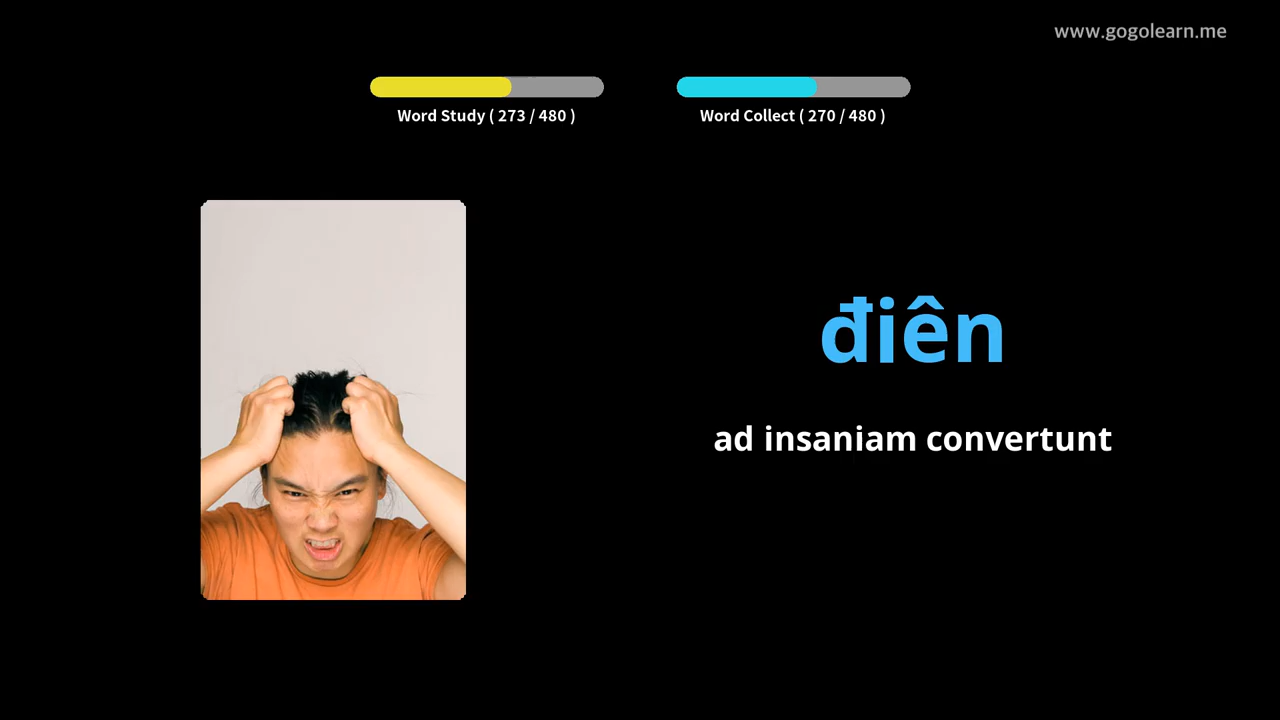 www.gogolearn.me
Word Study ( 273 / 480 )
Word Collect ( 270 / 480 )
điên
ad insaniam convertunt